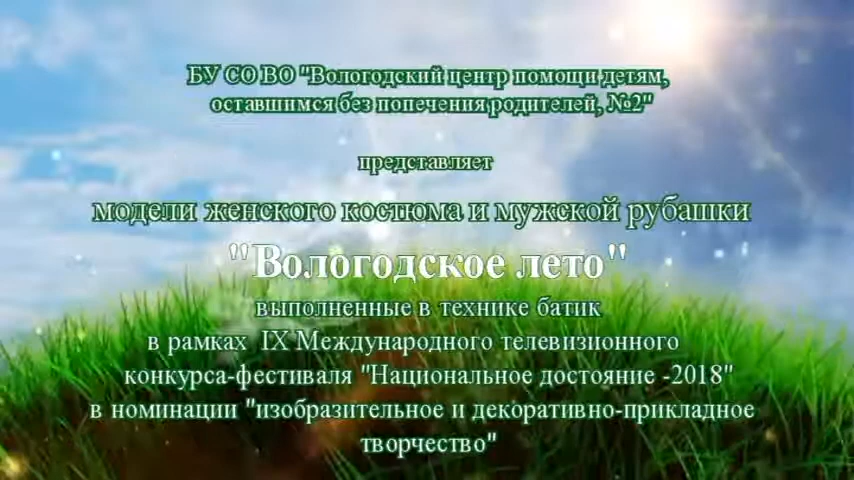 БУ СО ВО "Вологодский центр помощи детям,
оставшимся без попечения родителей, №2"
представляет
модели женского костюма и мужской рубашки
"Вологодское лето"
выполненные в технике батик
в рамках IX Международного телевизионного
конкурса-фестиваля "Национальное достояние -2018"
в номинации "изобразительное и декоративно-прикладное
творчество"